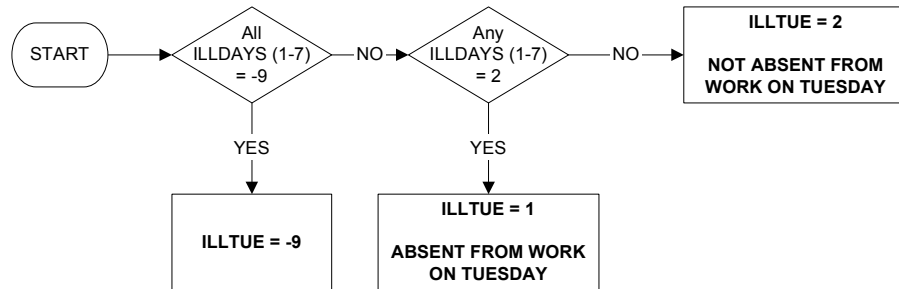 START
All
ILLDAYS (1-7)
= -9
NO
Any
ILLDAYS (1-7)
= 2
NO
ILLTUE = 2
NOT ABSENT FROM
WORK ON TUESDAY
YES
YES
ILLTUE = -9
ILLTUE = 1
ABSENT FROM WORK
ON TUESDAY